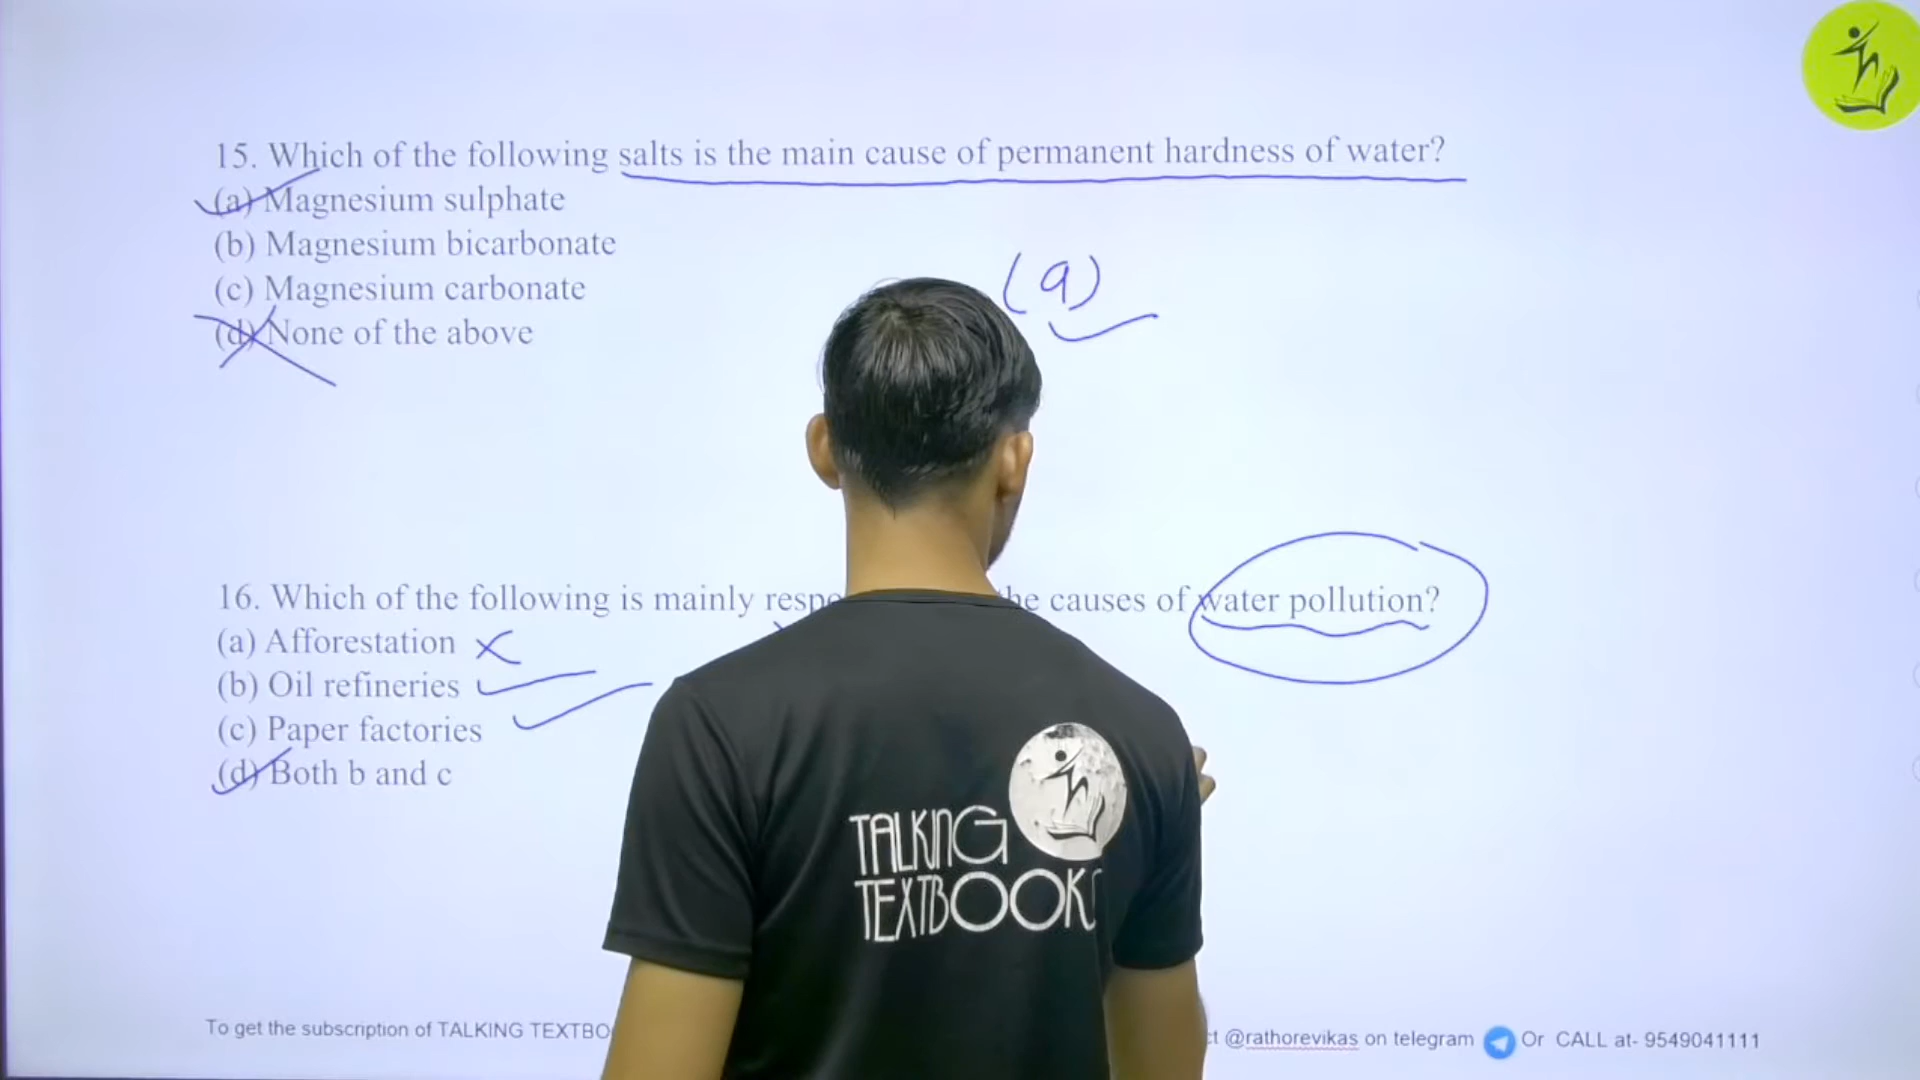 15. Which of the following salts is the main cause of permanent hardness of water?
(a) Magnesium sulphate
(b) Magnesium bicarbonate
(c) Magnesium carbonate
(d) None of the above
(a)
16. Which of the following is mainly he causes of water pollution?
(a) Afforestation
(b) Oil refineries
(c) Paper factories
(d) Both b and c
TALKING
TEXTBOOK
To get the subscription of TALKING TEXTBO ct @rathorevikas on telegram Or CALL at- 9549041111